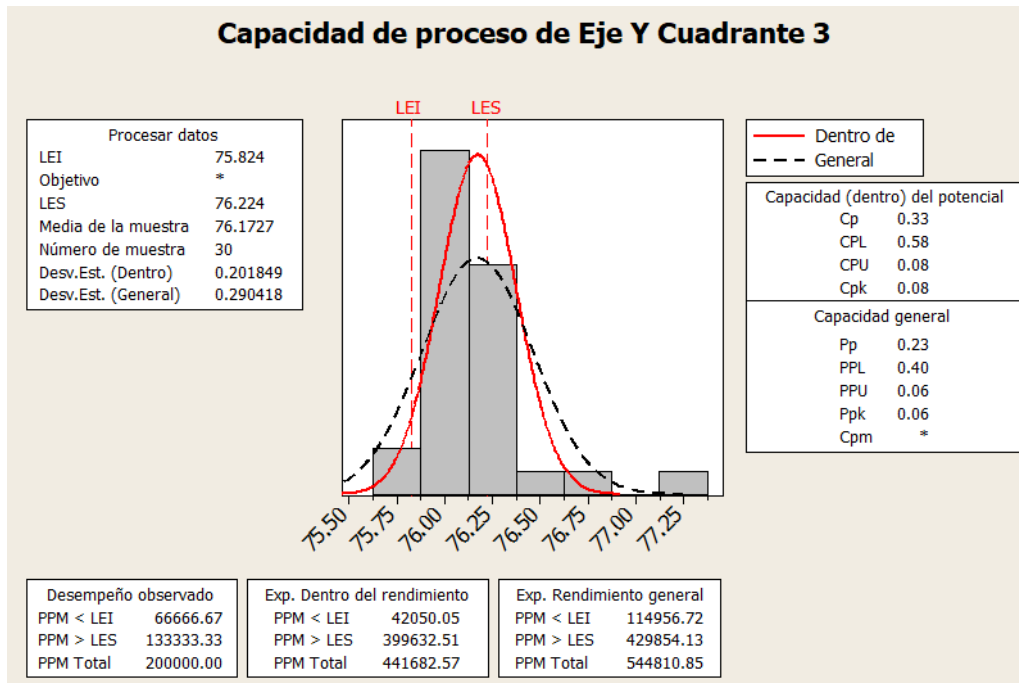 Capacidad de proceso de Eje Y Cuadrante 3
LEI LES
Procesar datos
LEI 75.824
Objetivo *
LES 76.224
Media de la muestra 76.1727
Número de muestra 30
Desv.Est. (Dentro) 0.201849
Desv.Est. (General) 0.290418
Dentro de
General
Capacidad (dentro) del potencial
Cp 0.33
CPL 0.58
CPU 0.08
Cpk 0.08
Capacidad general
Pp 0.23
PPL 0.40
PPU 0.06
Ppk 0.06
Cpm *
75.50 75.75 76.00 76.25 76.50 76.75 77.00 77.25
Desempeño observado
PPM < LEI 66666.67
PPM > LES 133333.33
PPM Total 200000.00
Exp. Dentro del rendimiento
PPM < LEI 42050.05
PPM > LES 399632.51
PPM Total 441682.57
Exp. Rendimiento general
PPM < LEI 114956.72
PPM > LES 429854.13
PPM Total 544810.85